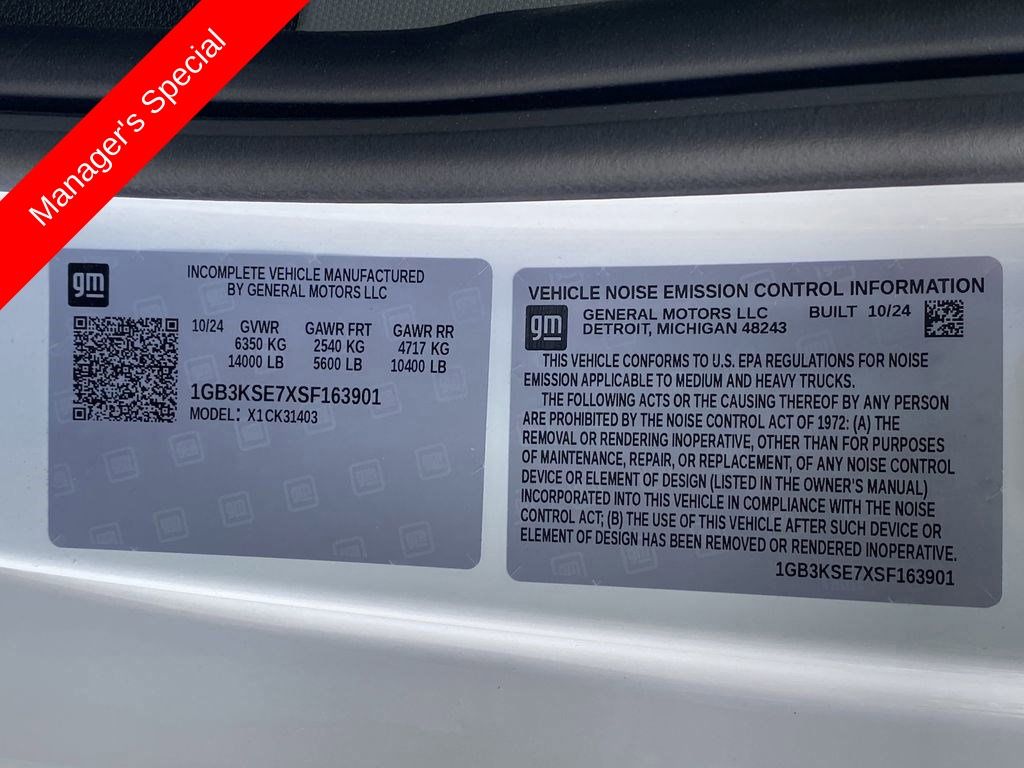 Manager's Special
gm
INCOMPLETE VEHICLE MANUFACTURED
BY GENERAL MOTORS LLC
10/24 GVWR GAWR FRT GAWR RR
6350 KG 2540 KG 4717 KG
14000 LB 5600 LB 10400 LB
1GB3KSE7XSF163901
MODEL: X1CK31403
VEHICLE NOISE EMISSION CONTROL INFORMATION
gm
GENERAL MOTORS LLC BUILT 10/24
DETROIT, MICHIGAN 48243
THIS VEHICLE CONFORMS TO U.S. EPA REGULATIONS FOR NOISE
EMISSION APPLICABLE TO MEDIUM AND HEAVY TRUCKS.
THE FOLLOWING ACTS OR THE CAUSING THEREOF BY ANY PERSON
ARE PROHIBITED BY THE NOISE CONTROL ACT OF 1972: (A) THE
REMOVAL OR RENDERING INOPERATIVE, OTHER THAN FOR PURPOSES
OF MAINTENANCE, REPAIR, OR REPLACEMENT, OF ANY NOISE CONTROL
DEVICE OR ELEMENT OF DESIGN (LISTED IN THE OWNER'S MANUAL)
INCORPORATED INTO THIS VEHICLE IN COMPLIANCE WITH THE NOISE
CONTROL ACT; (B) THE USE OF THIS VEHICLE AFTER SUCH DEVICE OR
ELEMENT OF DESIGN HAS BEEN REMOVED OR RENDERED INOPERATIVE.
1GB3KSE7XSF163901